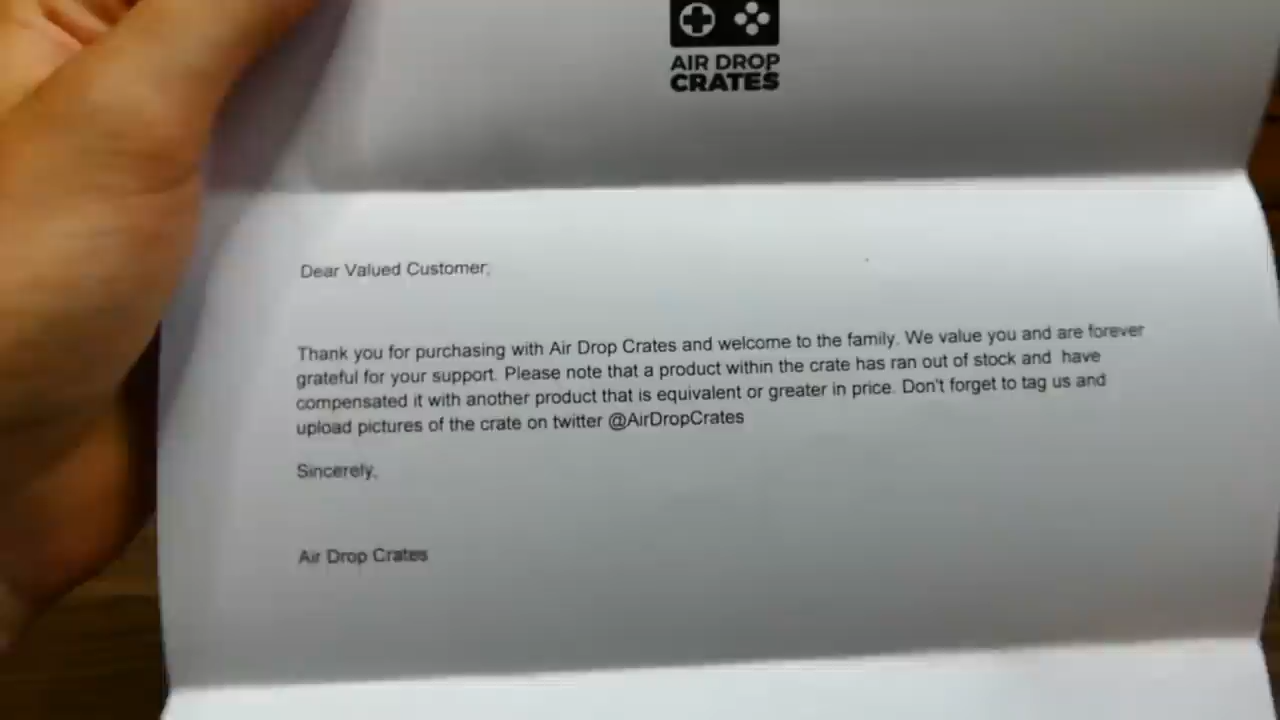 AIR DROP
CRATES
Dear Valued Customer,
Thank you for purchasing with Air Drop Crates and welcome to the family. We value you and are forever
grateful for your support. Please note that a product within the crate has ran out of stock and have
compensated it with another product that is equivalent or greater in price. Don't forget to tag us and
upload pictures of the crate on twitter @AirDropCrates
Sincerely,
Air Drop Crates